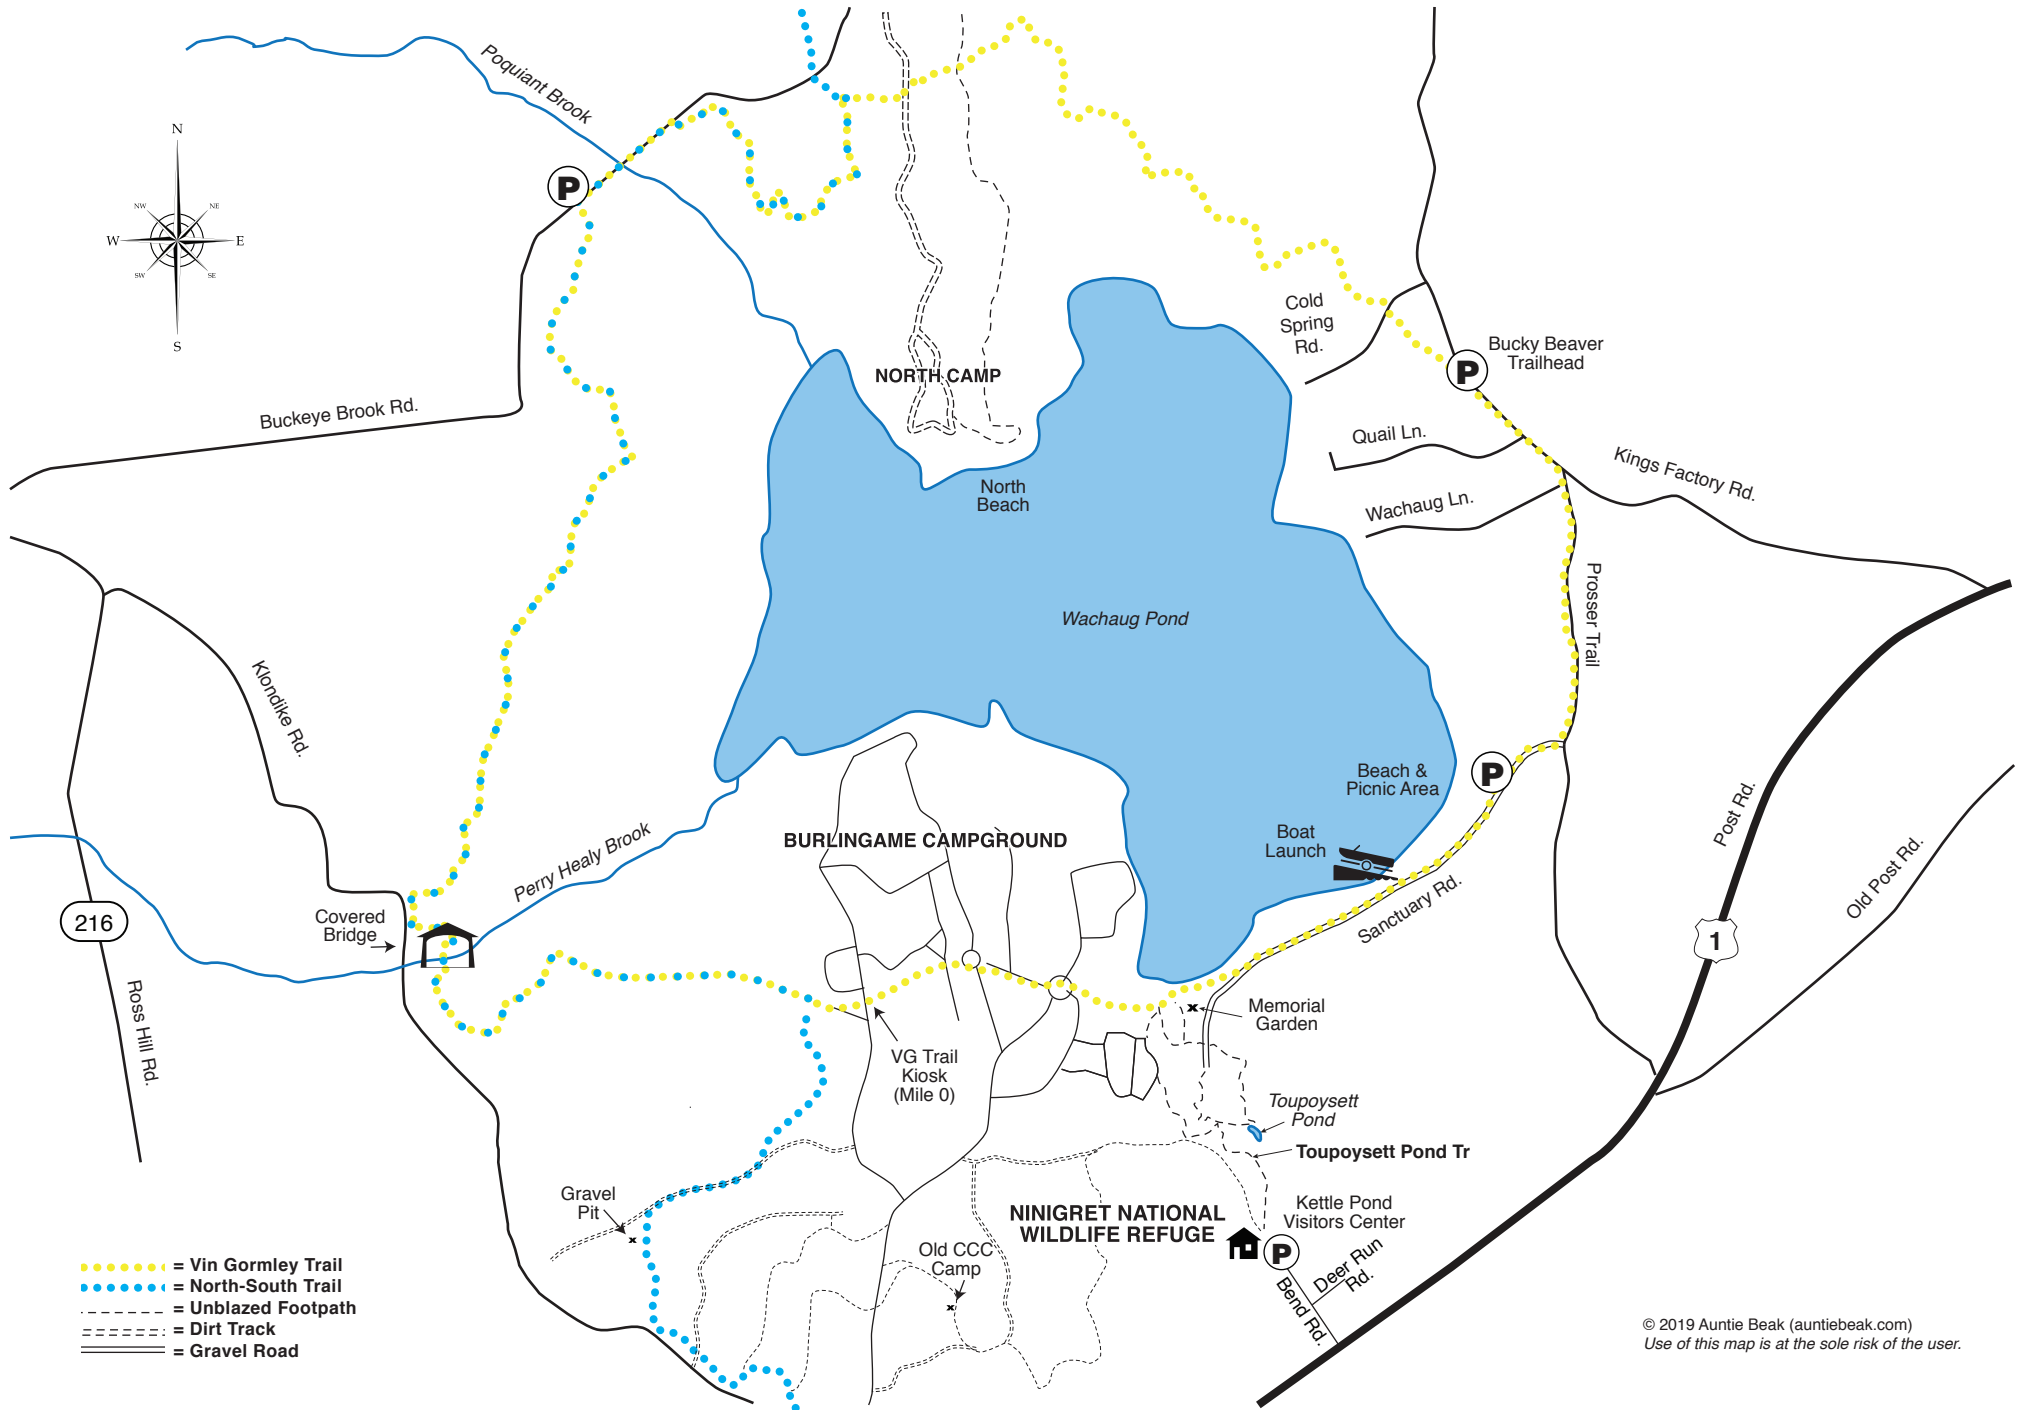 Poquiant Brook
N
NW
NE
W
E
SW
SE
S
P
Cold
Spring
Rd.
P
Bucky Beaver
Trailhead
NORTH CAMP
Buckeye Brook Rd.
Quail Ln.
Kings Factory Rd.
North
Beach
Wachaug Ln.
Prosser Trail
Wachaug Pond
Klondike Rd.
Beach &
Picnic Area
P
Post Rd.
Boat
Launch
BURLINGAME CAMPGROUND
Perry Healy Brook
Old Post Rd.
216
Covered
Bridge
Sanctuary Rd.
1
Ross Hill Rd.
Memorial
Garden
VG Trail
Kiosk
(Mile 0)
Toupoysett
Pond
Toupoysett Pond Tr
Gravel
Pit
x
x
NINIGRET NATIONAL
WILDLIFE REFUGE
Kettle Pond
Visitors Center
P
Old CCC
Camp
x
Deer Run
Rd.
Bend Rd.
= Vin Gormley Trail
= North-South Trail
= Unblazed Footpath
= Dirt Track
= Gravel Road
© 2019 Auntie Beak (auntiebeak.com)
Use of this map is at the sole risk of the user.